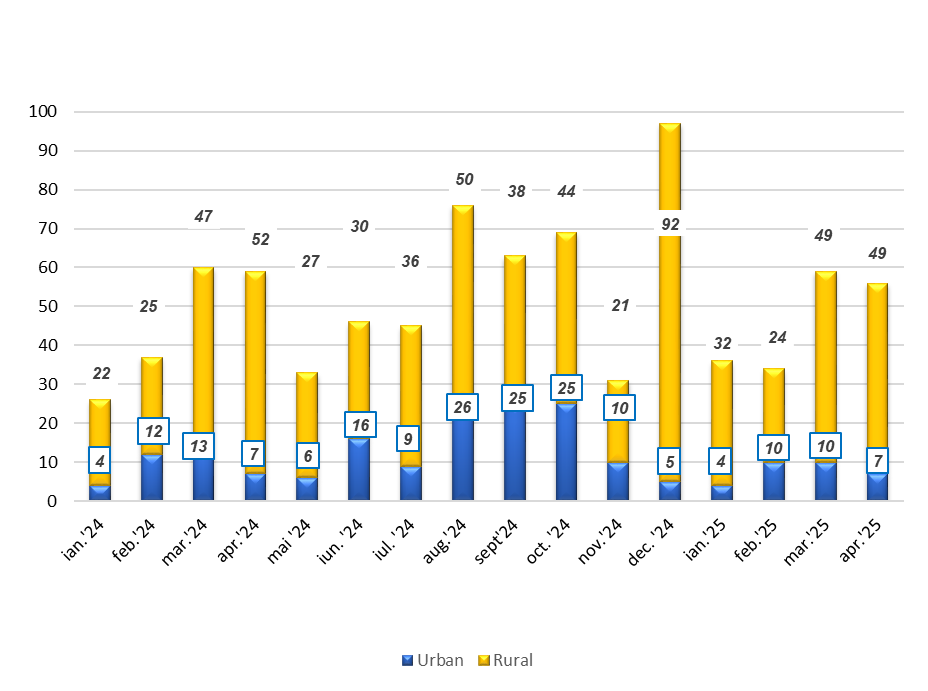 100
90
80
70
60
50
40
30
20
10
0
22
25
47
52
27
30
36
50
38
44
21
92
32
24
49
49
4
12
13
7
6
16
9
26
25
25
10
5
4
10
10
7
ian.'24
feb.'24
mar.'24
apr.'24
mai '24
iun. '24
iul. '24
aug.'24
sept'24
oct. '24
nov. '24
dec. '24
ian. '25
feb.'25
mar.'25
apr.'25
Urban
Rural